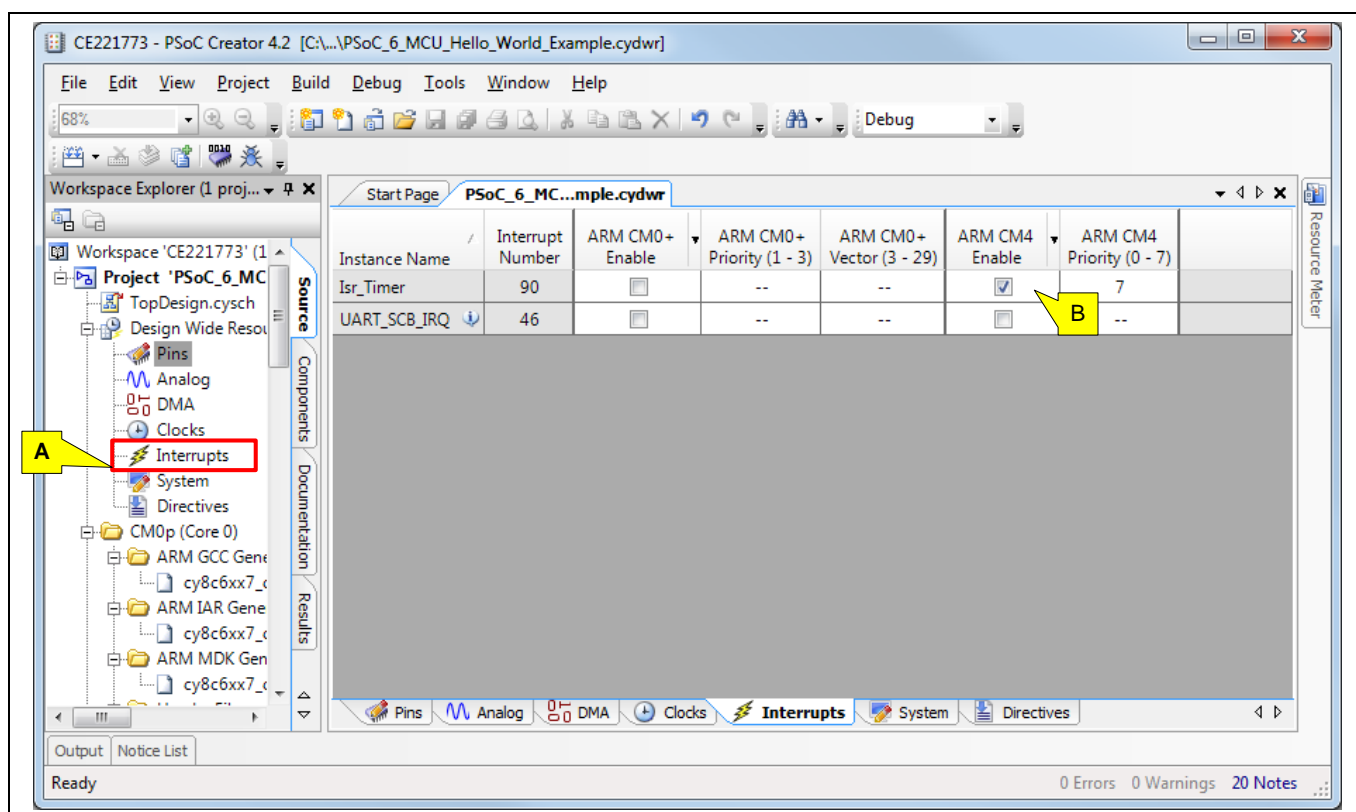 CE221773 - PSoC Creator 4.2 [C:\...\PSoC_6_MCU_Hello_World_Example.cydwr]
File Edit View Project Build Debug Tools Window Help
68% Debug
Workspace Explorer (1 proj...
Start Page PSoC_6_MC...mple.cydwr
Workspace 'CE221773' (1
Project 'PSoC_6_MC
TopDesign.cysch
Design Wide Resou
Pins
Analog
DMA
Clocks
Interrupts
System
Directives
CM0p (Core 0)
ARM GCC Gene
cy8c6xx7_c
ARM IAR Gene
cy8c6xx7_c
ARM MDK Gen
cy8c6xx7_c
A
Source
Components
Documentation
Results
Instance Name Interrupt Number ARM CM0+ Enable ARM CM0+ Priority (1 - 3) ARM CM0+ Vector (3 - 29) ARM CM4 Enable ARM CM4 Priority (0 - 7)
Isr_Timer 90 -- -- 7
UART_SCB_IRQ 46 -- -- --
B
Resource Meter
Pins Analog DMA Clocks Interrupts System Directives
Output Notice List
Ready 0 Errors 0 Warnings 20 Notes